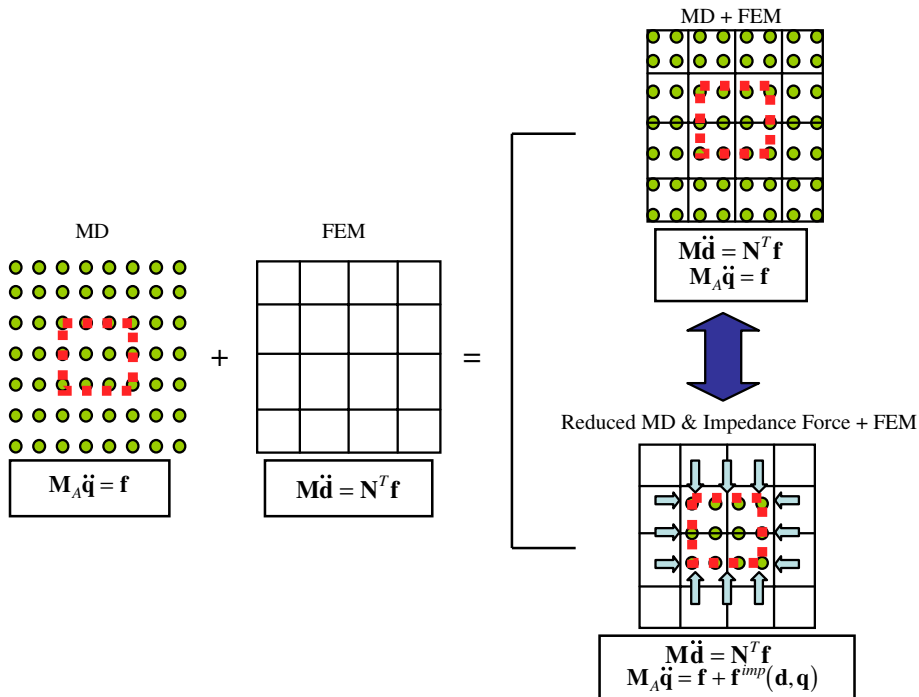 MD + FEM
MD
FEM
+
=
M_A q̈ = f
M d̈ = N^T f
M d̈ = N^T f
M_A q̈ = f
Reduced MD & Impedance Force + FEM
M d̈ = N^T f
M_A q̈ = f + f^{imp}(d, q)